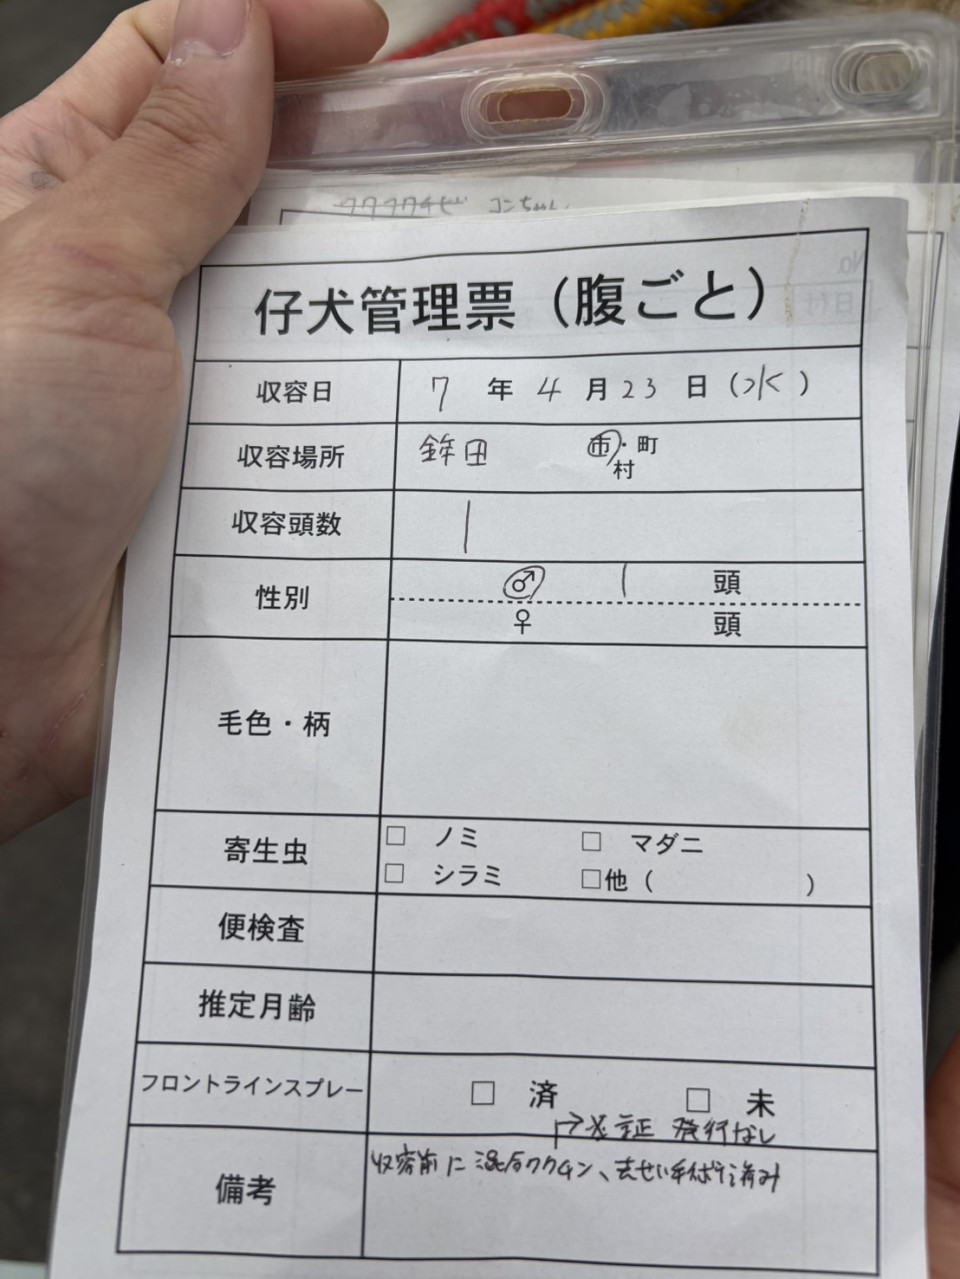 コンちゃん
仔犬管理票（腹ごと）
収容日 7 年 4 月 23 日（水）
収容場所 鉾田 市・町
村
収容頭数 1
性別 ♂ 1 頭
♀ 頭
毛色・柄
寄生虫 □ ノミ □ マダニ
□ シラミ □他（ ）
便検査
推定月齢
フロントラインスプレー □ 済 □ 未
→ 証 発行なし
備考 収容前に混合ワクチン、去せい手術済み